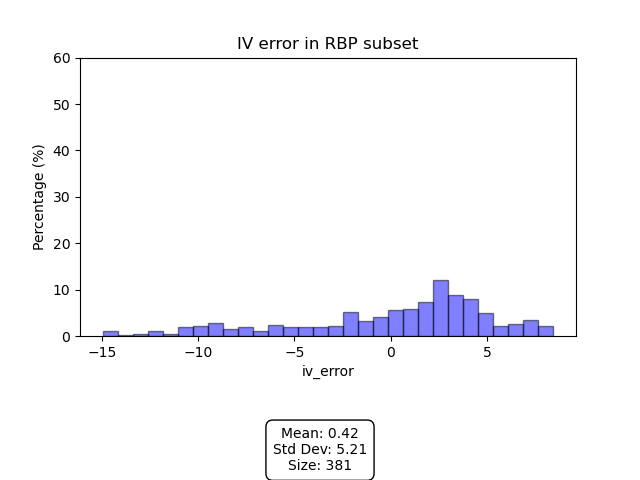 IV error in RBP subset
60
50
40
30
20
10
0
Percentage (%)
−15
−10
−5
0
5
iv_error
Mean: 0.42
Std Dev: 5.21
Size: 381